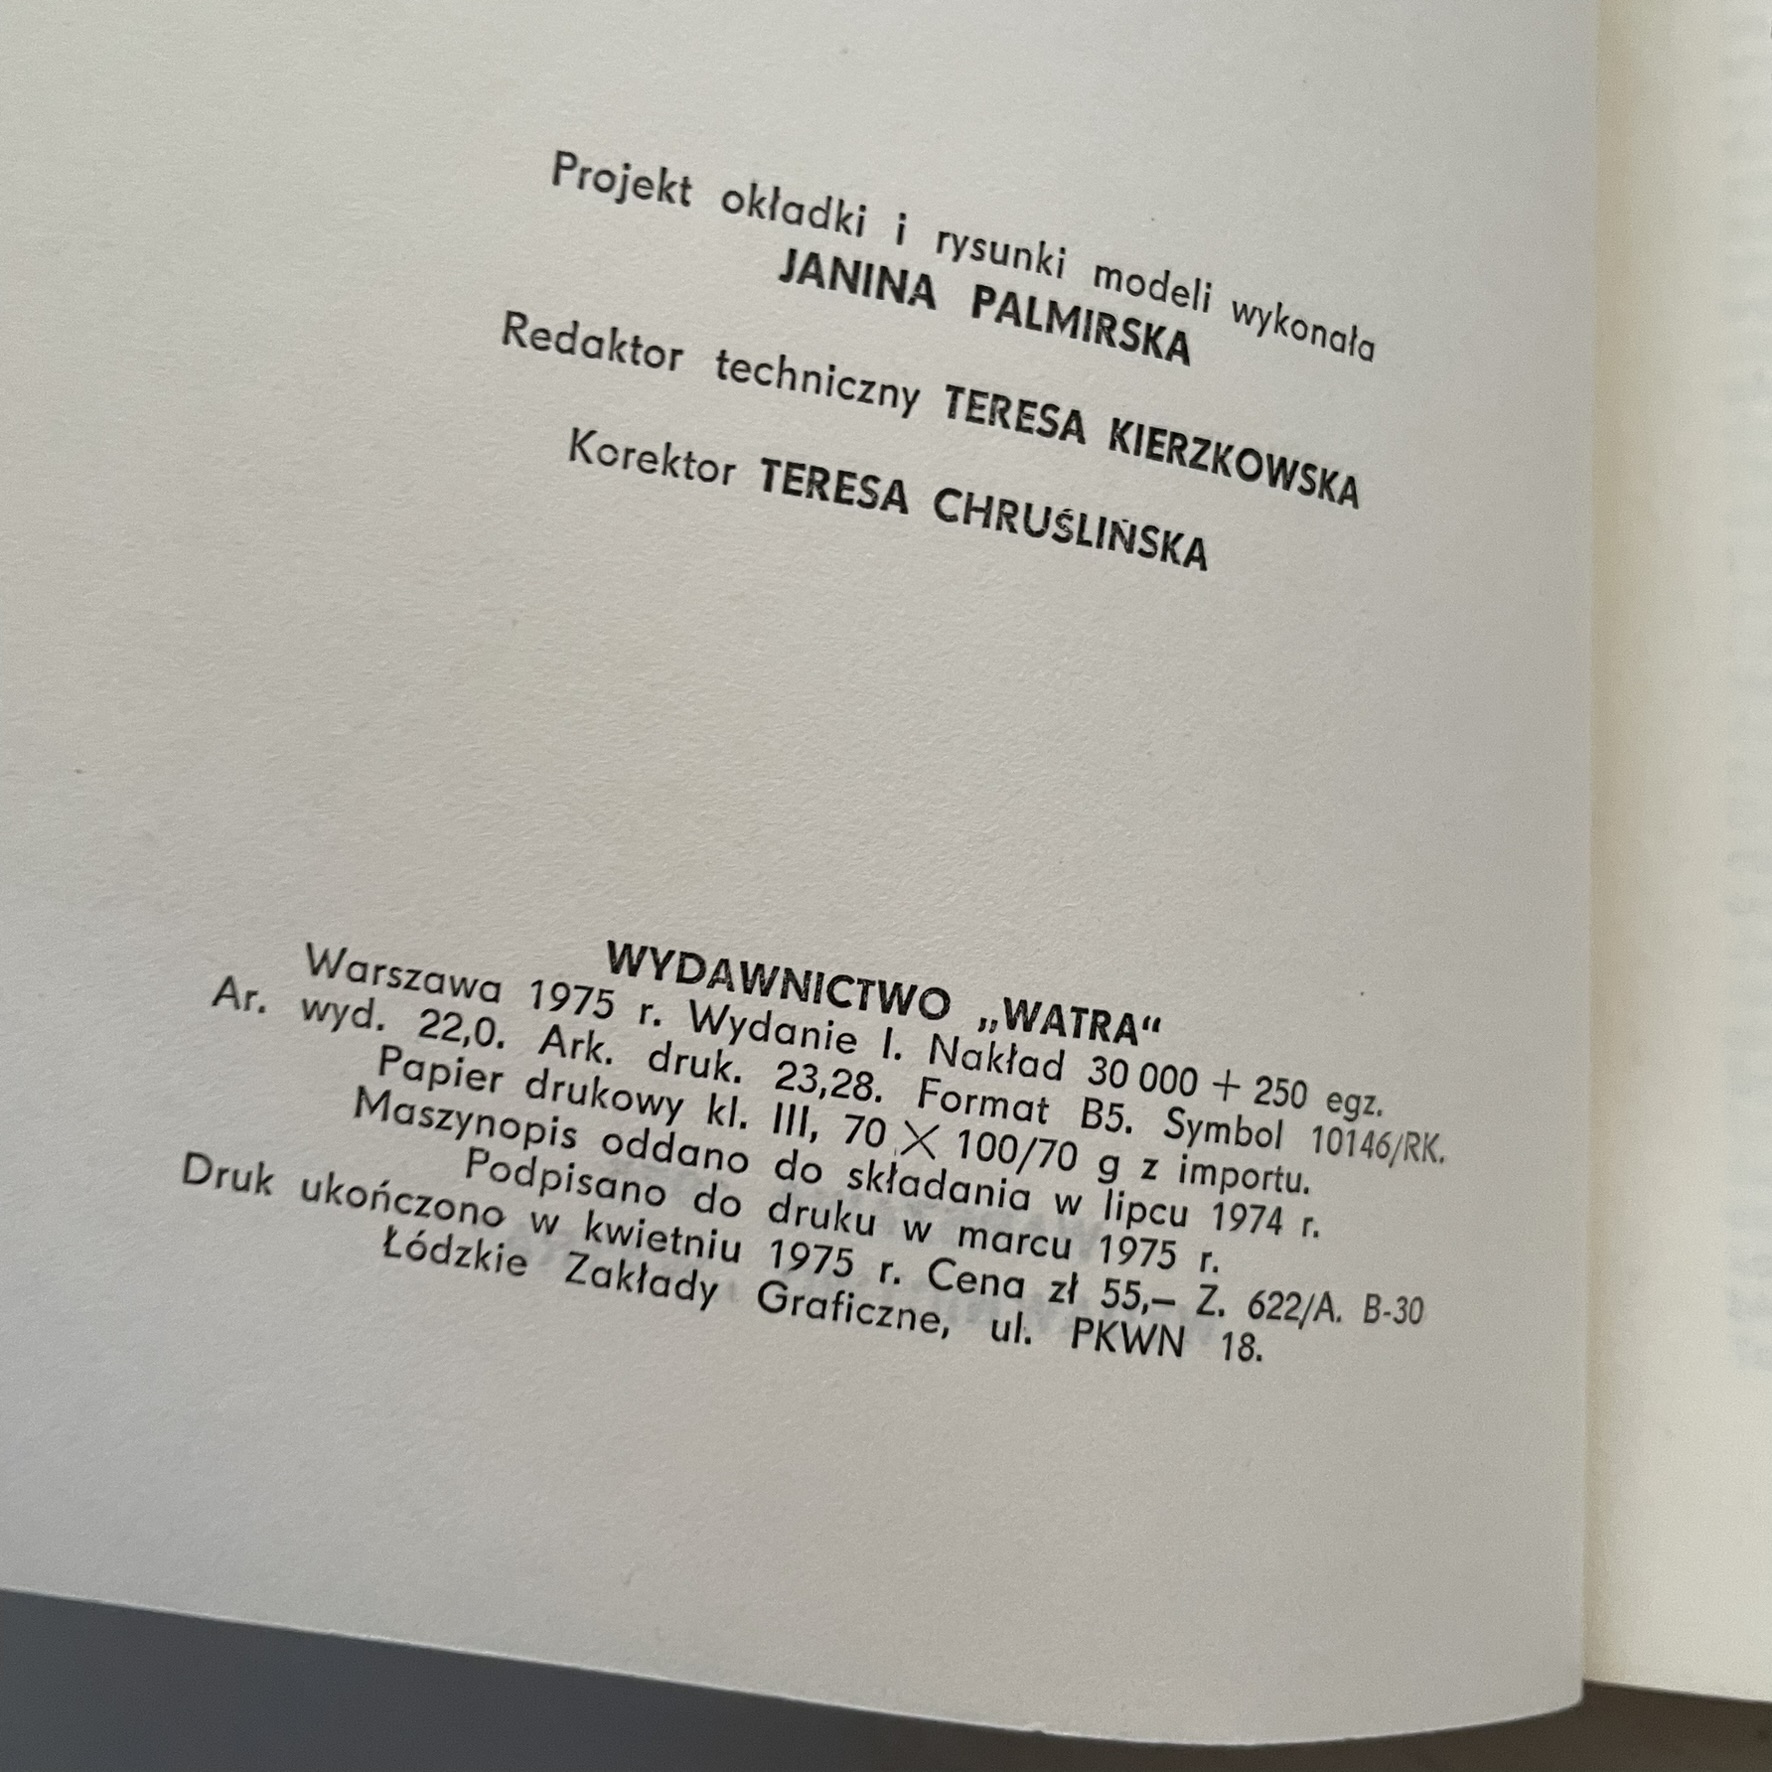 Projekt okładki i rysunki modeli wykonała
JANINA PALMIRSKA
Redaktor techniczny TERESA KIERZKOWSKA
Korektor TERESA CHRUŚLIŃSKA
WYDAWNICTWO „WATRA“
Warszawa 1975 r. Wydanie I. Nakład 30 000 + 250 egz.
Ar. wyd. 22,0. Ark. druk. 23,28. Format B5. Symbol 10146/RK.
Papier drukowy kl. III, 70 X 100/70 g z importu.
Maszynopis oddano do składania w lipcu 1974 r.
Podpisano do druku w marcu 1975 r.
Druk ukończono w kwietniu 1975 r. Cena zł 55,– Z. 622/A. B-30
Łódzkie Zakłady Graficzne, ul. PKWN 18.